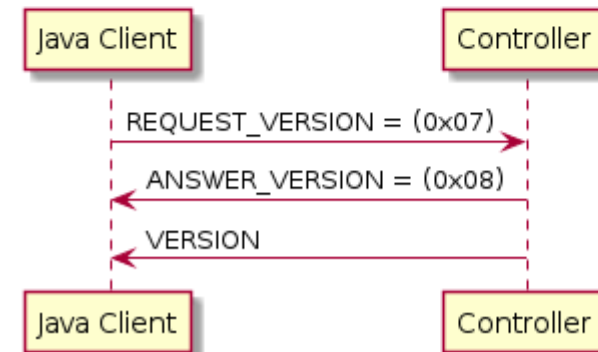 Java Client
Controller
REQUEST_VERSION = (0x07)
ANSWER_VERSION = (0x08)
VERSION
Java Client
Controller